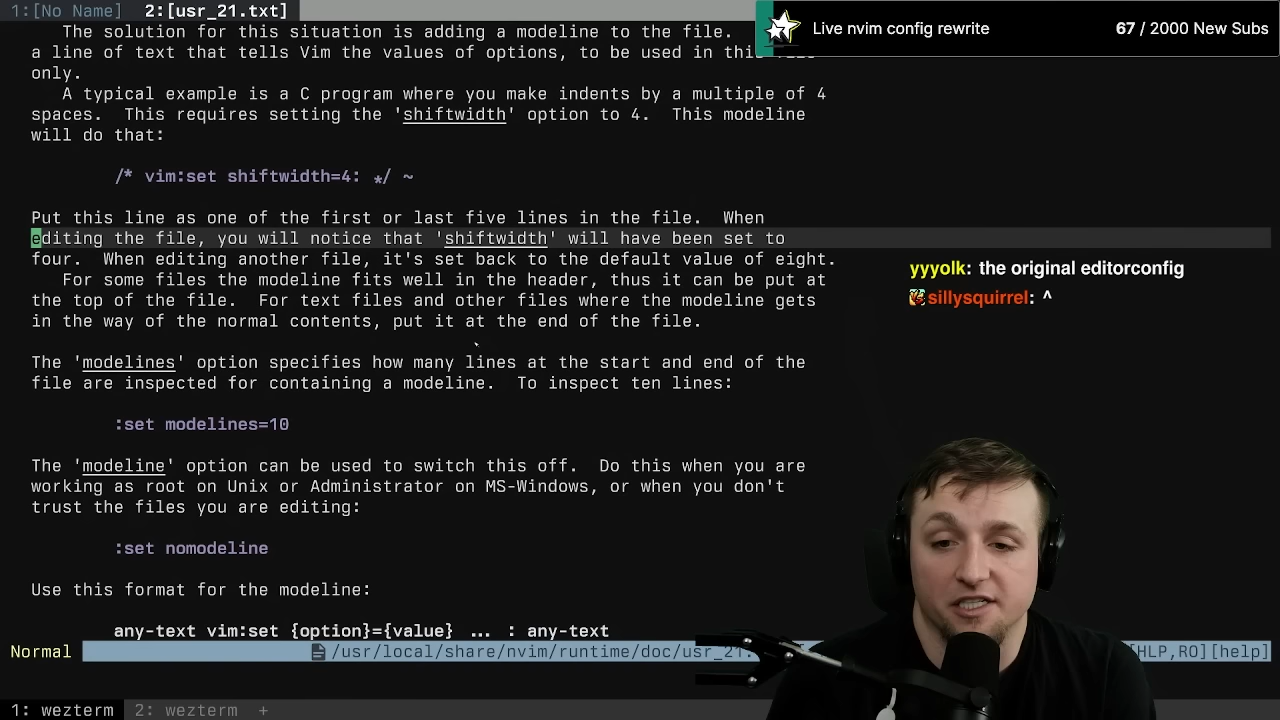 1:[No Name]  2:[usr_21.txt]
Live nvim config rewrite
67 / 2000 New Subs
The solution for this situation is adding a modeline to the file.
a line of text that tells Vim the values of options, to be used in this file
only.
A typical example is a C program where you make indents by a multiple of 4
spaces.  This requires setting the 'shiftwidth' option to 4.  This modeline
will do that:
/* vim:set shiftwidth=4: */ ~
Put this line as one of the first or last five lines in the file.  When
editing the file, you will notice that 'shiftwidth' will have been set to
four.  When editing another file, it's set back to the default value of eight.
For some files the modeline fits well in the header, thus it can be put at
the top of the file.  For text files and other files where the modeline gets
in the way of the normal contents, put it at the end of the file.
yyyolk: the original editorconfig
sillysquirrel: ^
The 'modelines' option specifies how many lines at the start and end of the
file are inspected for containing a modeline.  To inspect ten lines:
:set modelines=10
The 'modeline' option can be used to switch this off.  Do this when you are
working as root on Unix or Administrator on MS-Windows, or when you don't
trust the files you are editing:
:set nomodeline
Use this format for the modeline:
any-text vim:set {option}={value} ... : any-text
Normal /usr/local/share/nvim/runtime/doc/usr_21. [HLP,RO][help]
1: wezterm  2: wezterm  +